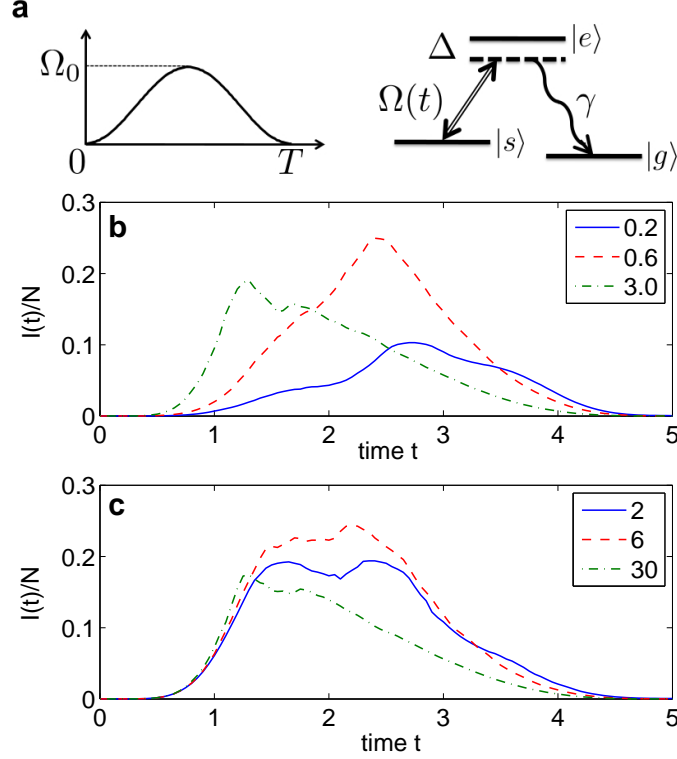 a
Ω₀
0
T
Δ
|e⟩
Ω(t)
γ
|s⟩
|g⟩
b
0.2
0.6
3.0
I(t)/N
0.3
0.2
0.1
0
0 1 2 3 4 5
time t
c
2
6
30
I(t)/N
0.3
0.2
0.1
0
0 1 2 3 4 5
time t